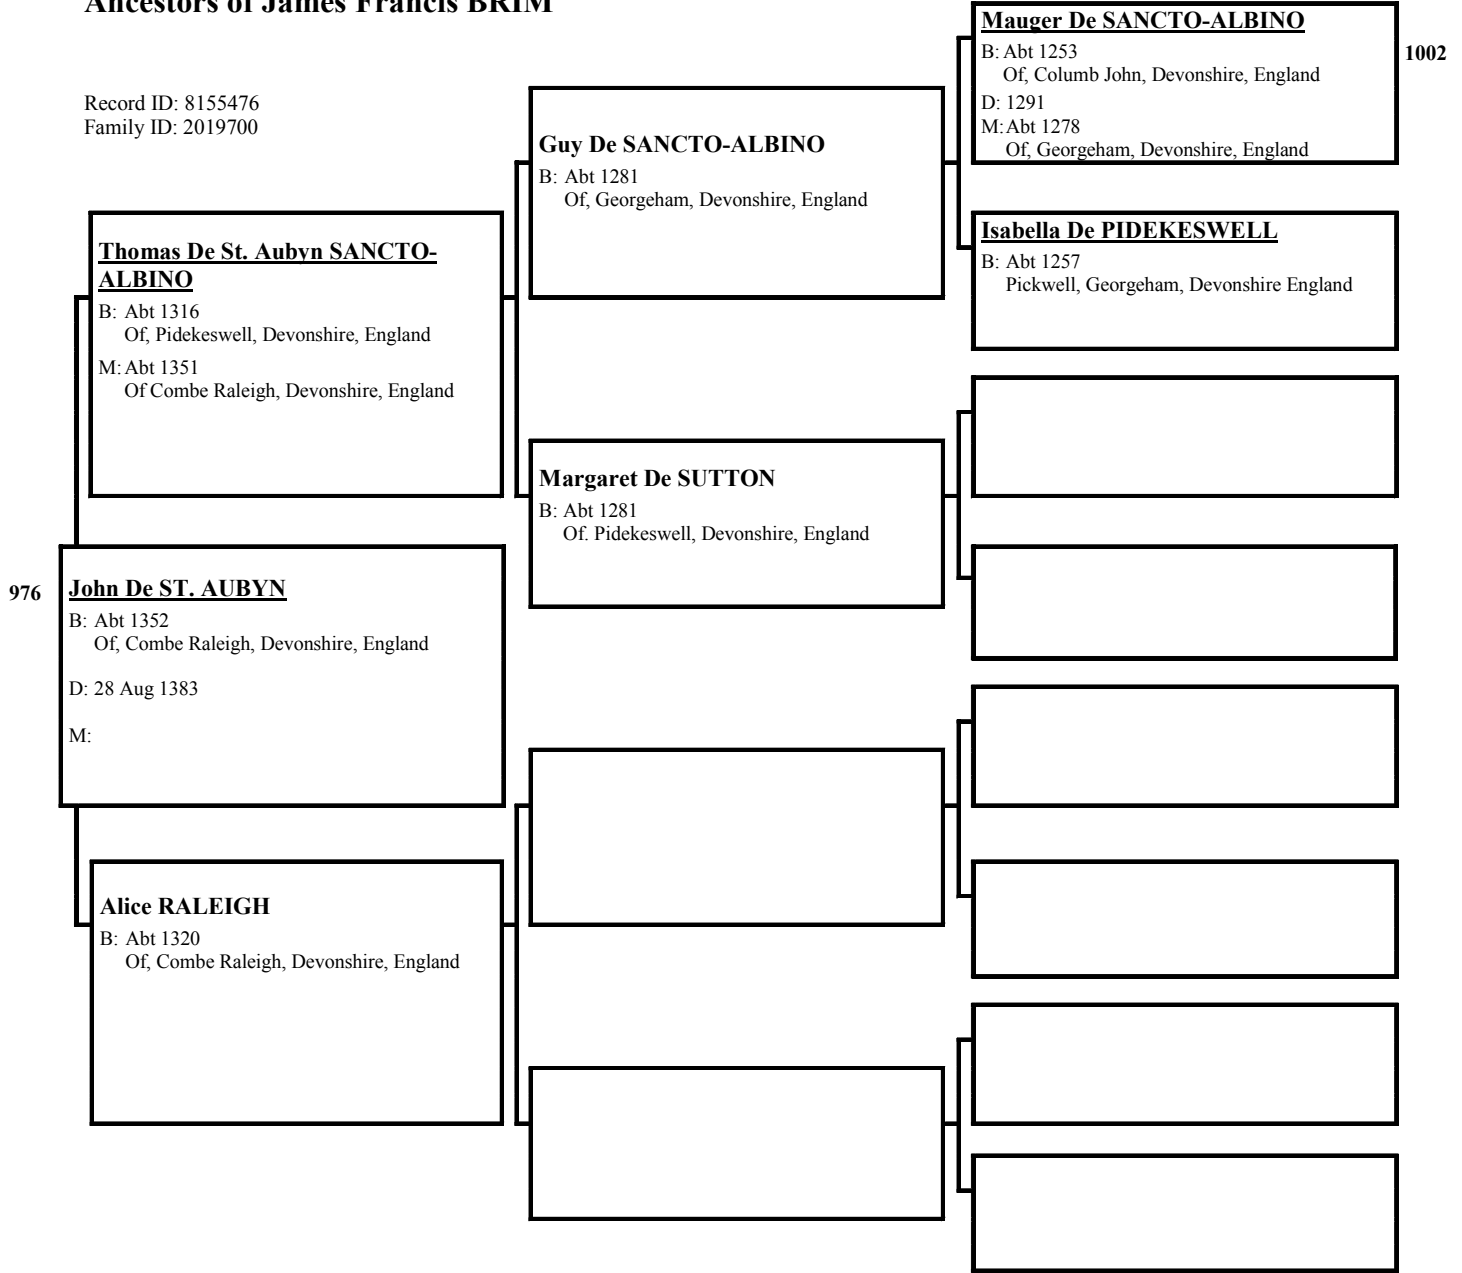 Ancestors of James Francis BRIM
Record ID: 8155476
Family ID: 2019700
Mauger De SANCTO-ALBINO
B: Abt 1253
Of, Columb John, Devonshire, England
D: 1291
M: Abt 1278
Of, Georgeham, Devonshire, England
1002
Guy De SANCTO-ALBINO
B: Abt 1281
Of, Georgeham, Devonshire, England
Isabella De PIDEKESWELL
B: Abt 1257
Pickwell, Georgeham, Devonshire England
Thomas De St. Aubyn SANCTO-
ALBINO
B: Abt 1316
Of, Pidekeswell, Devonshire, England
M: Abt 1351
Of Combe Raleigh, Devonshire, England
Margaret De SUTTON
B: Abt 1281
Of. Pidekeswell, Devonshire, England
976
John De ST. AUBYN
B: Abt 1352
Of, Combe Raleigh, Devonshire, England
D: 28 Aug 1383
M:
Alice RALEIGH
B: Abt 1320
Of, Combe Raleigh, Devonshire, England